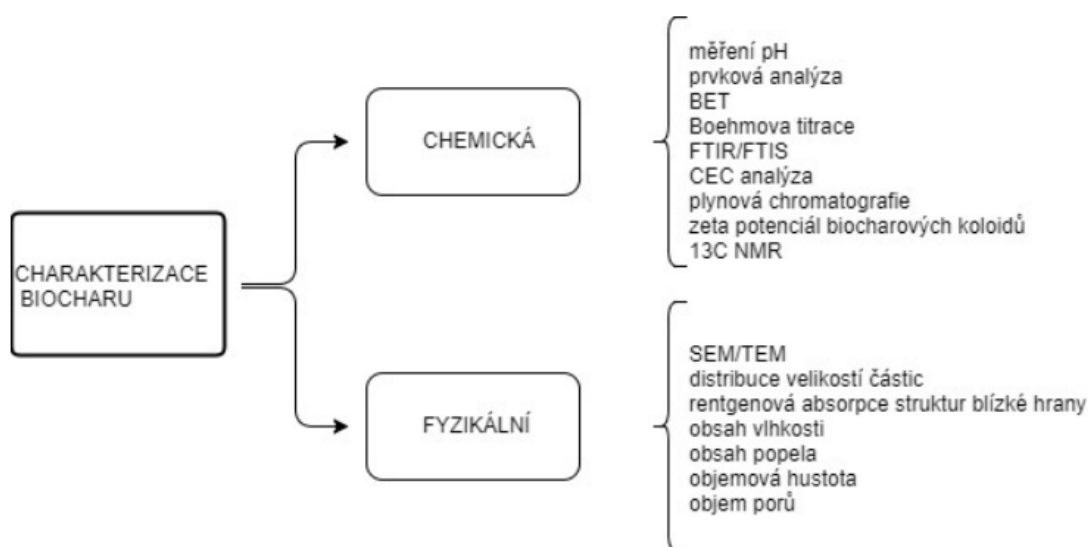 CHARAKTERIZACE
BIOCHARU
CHEMICKÁ
měření pH
prvková analýza
BET
Boehmova titrace
FTIR/FTIS
CEC analýza
plynová chromatografie
zeta potenciál biocharových koloidů
13C NMR
FYZIKÁLNÍ
SEM/TEM
distribuce velikostí částic
rentgenová absorpce struktur blízké hrany
obsah vlhkosti
obsah popela
objemová hustota
objem porů